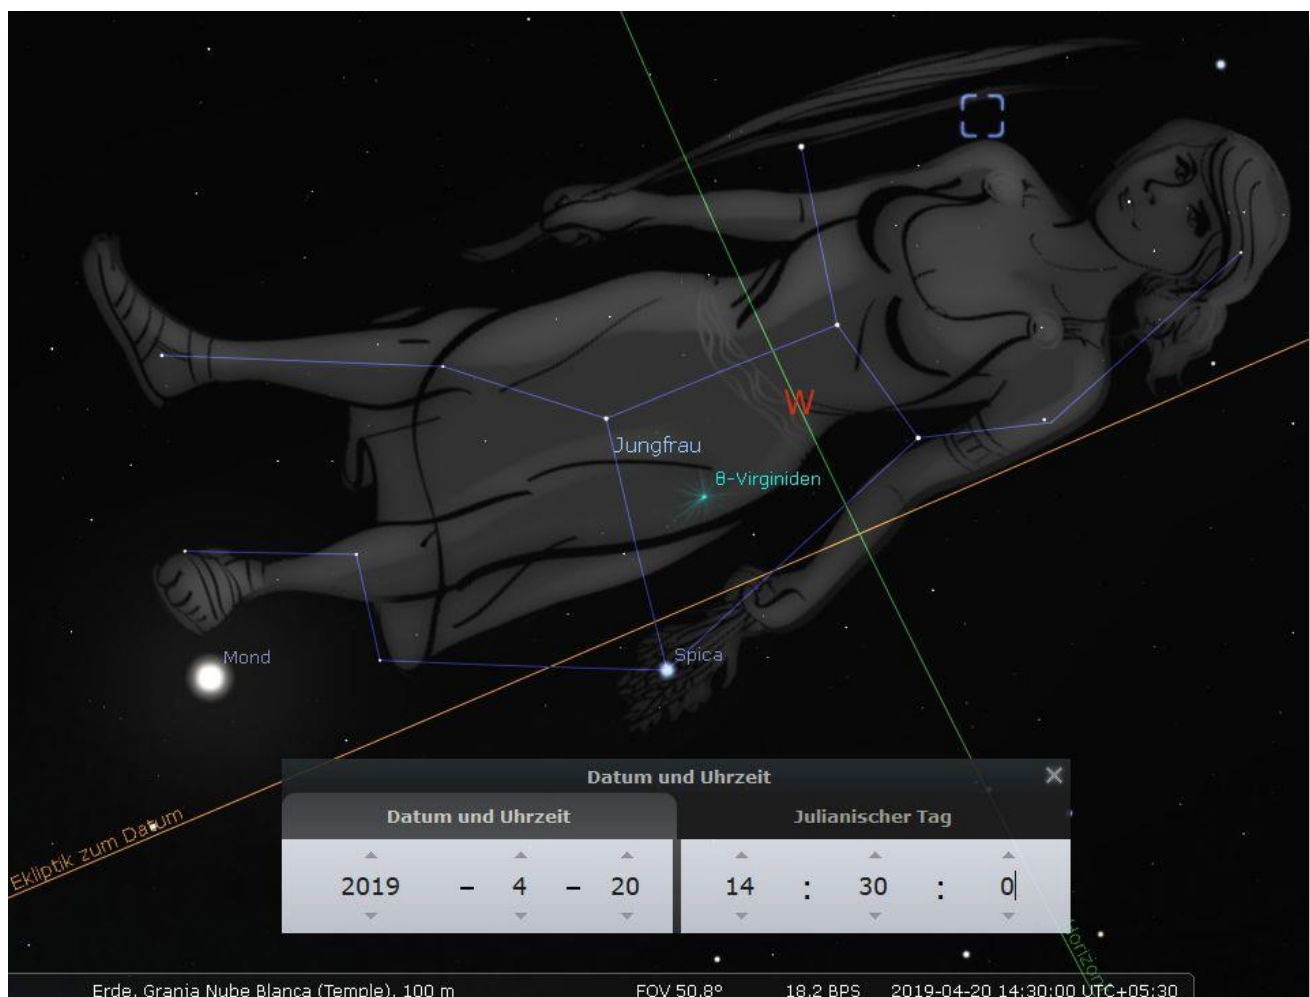 W
Jungfrau
θ-Virginiden
Mond
Spica
Ekliptik zum Datum
Datum und Uhrzeit
Datum und Uhrzeit
Julianischer Tag
2019 - 4 - 20
14 : 30 : 0
Horizont
Erde, Granja Nube Blanca (Temple), 100 m
FOV 50.8°
18.2 BPS
2019-04-20 14:30:00 UTC+05:30